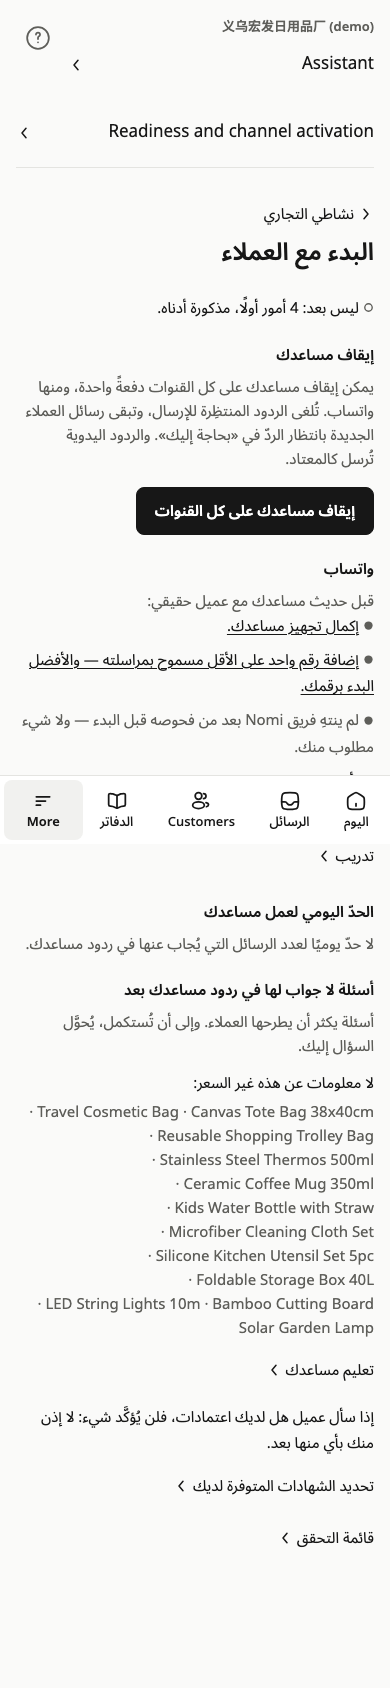 义乌宏发日用品厂 (demo)
Assistant
Readiness and channel activation
نشاطي التجاري
البدء مع العملاء
ليس بعد: 4 أمور أولًا، مذكورة أدناه.
إيقاف مساعدك
يمكن إيقاف مساعدك على كل القنوات دفعةً واحدة، ومنها
واتساب. تُلغى الردود المنتظِرة للإرسال، وتبقى رسائل العملاء
الجديدة بانتظار الردّ في «بحاجة إليك». والردود اليدوية
تُرسل كالمعتاد.
إيقاف مساعدك على كل القنوات
واتساب
قبل حديث مساعدك مع عميل حقيقي:
إكمال تجهيز مساعدك.
إضافة رقم واحد على الأقل مسموح بمراسلته — والأفضل
البدء برقمك.
لم ينتهِ فريق Nomi بعد من فحوصه قبل البدء — ولا شيء
مطلوب منك.
اليوم
الرسائل
Customers
الدفاتر
More
تدريب
الحدّ اليومي لعمل مساعدك
لا حدّ يوميًا لعدد الرسائل التي يُجاب عنها في ردود مساعدك.
أسئلة لا جواب لها في ردود مساعدك بعد
أسئلة يكثر أن يطرحها العملاء. وإلى أن تُستكمل، يُحوَّل
السؤال إليك.
لا معلومات عن هذه غير السعر:
Travel Cosmetic Bag · Canvas Tote Bag 38x40cm ·
Reusable Shopping Trolley Bag ·
Stainless Steel Thermos 500ml ·
Ceramic Coffee Mug 350ml ·
Kids Water Bottle with Straw ·
Microfiber Cleaning Cloth Set ·
Silicone Kitchen Utensil Set 5pc ·
Foldable Storage Box 40L ·
LED String Lights 10m · Bamboo Cutting Board ·
Solar Garden Lamp
تعليم مساعدك
إذا سأل عميل هل لديك اعتمادات، فلن يُؤكَّد شيء: لا إذن
منك بأي منها بعد.
تحديد الشهادات المتوفرة لديك
قائمة التحقق